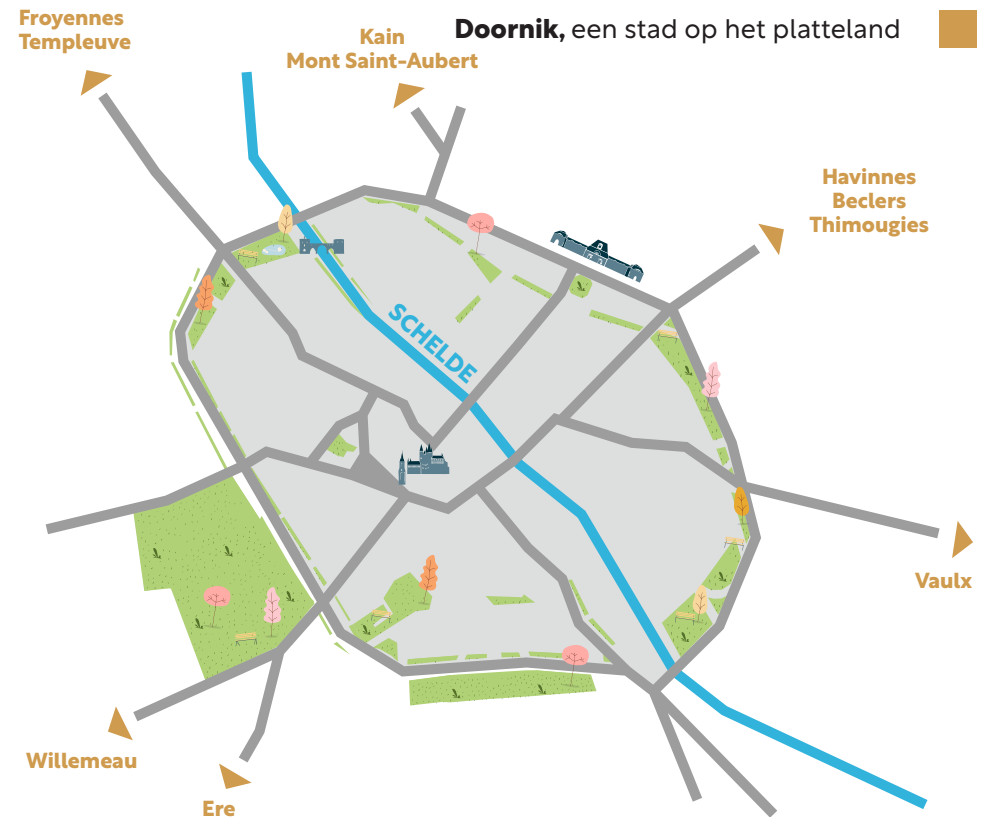 Doornik, een stad op het platteland
Froyennes
Templeuve
Kain
Mont Saint-Aubert
Havinnes
Beclers
Thimougies
SCHELDE
Vaulx
Willemeau
Ere